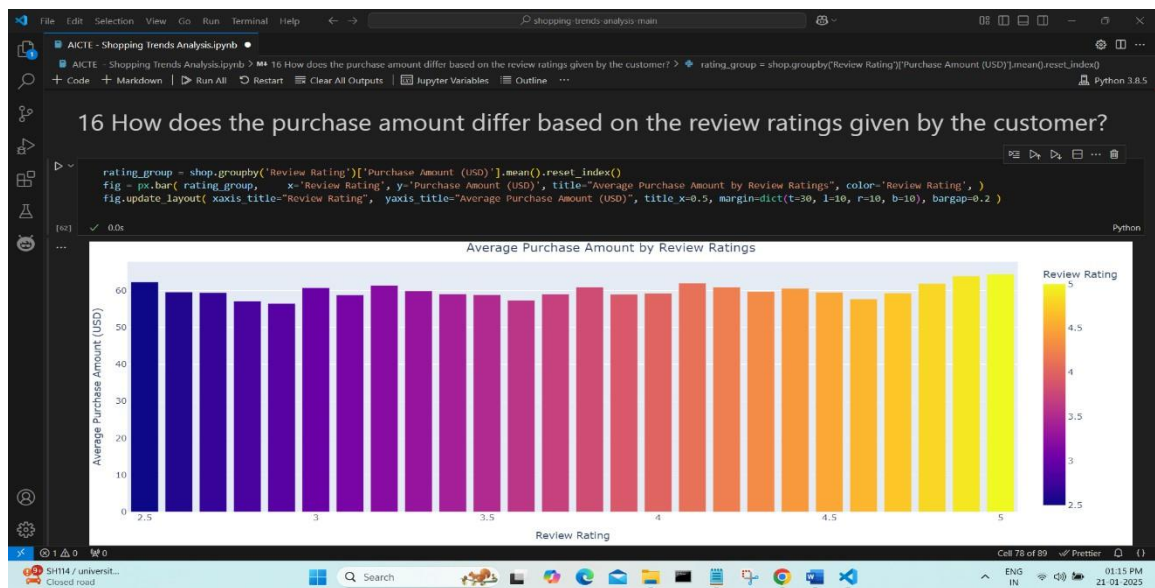 File Edit Selection View Go Run Terminal Help
shopping-trends-analysis-main
AICTE - Shopping Trends Analysis.ipynb
AICTE - Shopping Trends Analysis.ipynb > M↓ 16 How does the purchase amount differ based on the review ratings given by the customer? > rating_group = shop.groupby('Review Rating')['Purchase Amount (USD)'].mean().reset_index()
+ Code + Markdown | Run All Restart Clear All Outputs | Jupyter Variables Outline ...
Python 3.8.5
16 How does the purchase amount differ based on the review ratings given by the customer?
rating_group = shop.groupby('Review Rating')['Purchase Amount (USD)'].mean().reset_index()
fig = px.bar( rating_group, x='Review Rating', y='Purchase Amount (USD)', title="Average Purchase Amount by Review Ratings", color='Review Rating', )
fig.update_layout( xaxis_title="Review Rating", yaxis_title="Average Purchase Amount (USD)", title_x=0.5, margin=dict(t=30, l=10, r=10, b=10), bargap=0.2 )
[62] ✓ 0.0s
Python
Average Purchase Amount by Review Ratings
Average Purchase Amount (USD)
60
50
40
30
20
10
0
2.5 3 3.5 4 4.5 5
Review Rating
Review Rating
5
4.5
4
3.5
3
2.5
1 0 0
Cell 78 of 89 Prettier
SH114 / universit...
Closed road
Search
ENG
IN
01:15 PM
21-01-2025